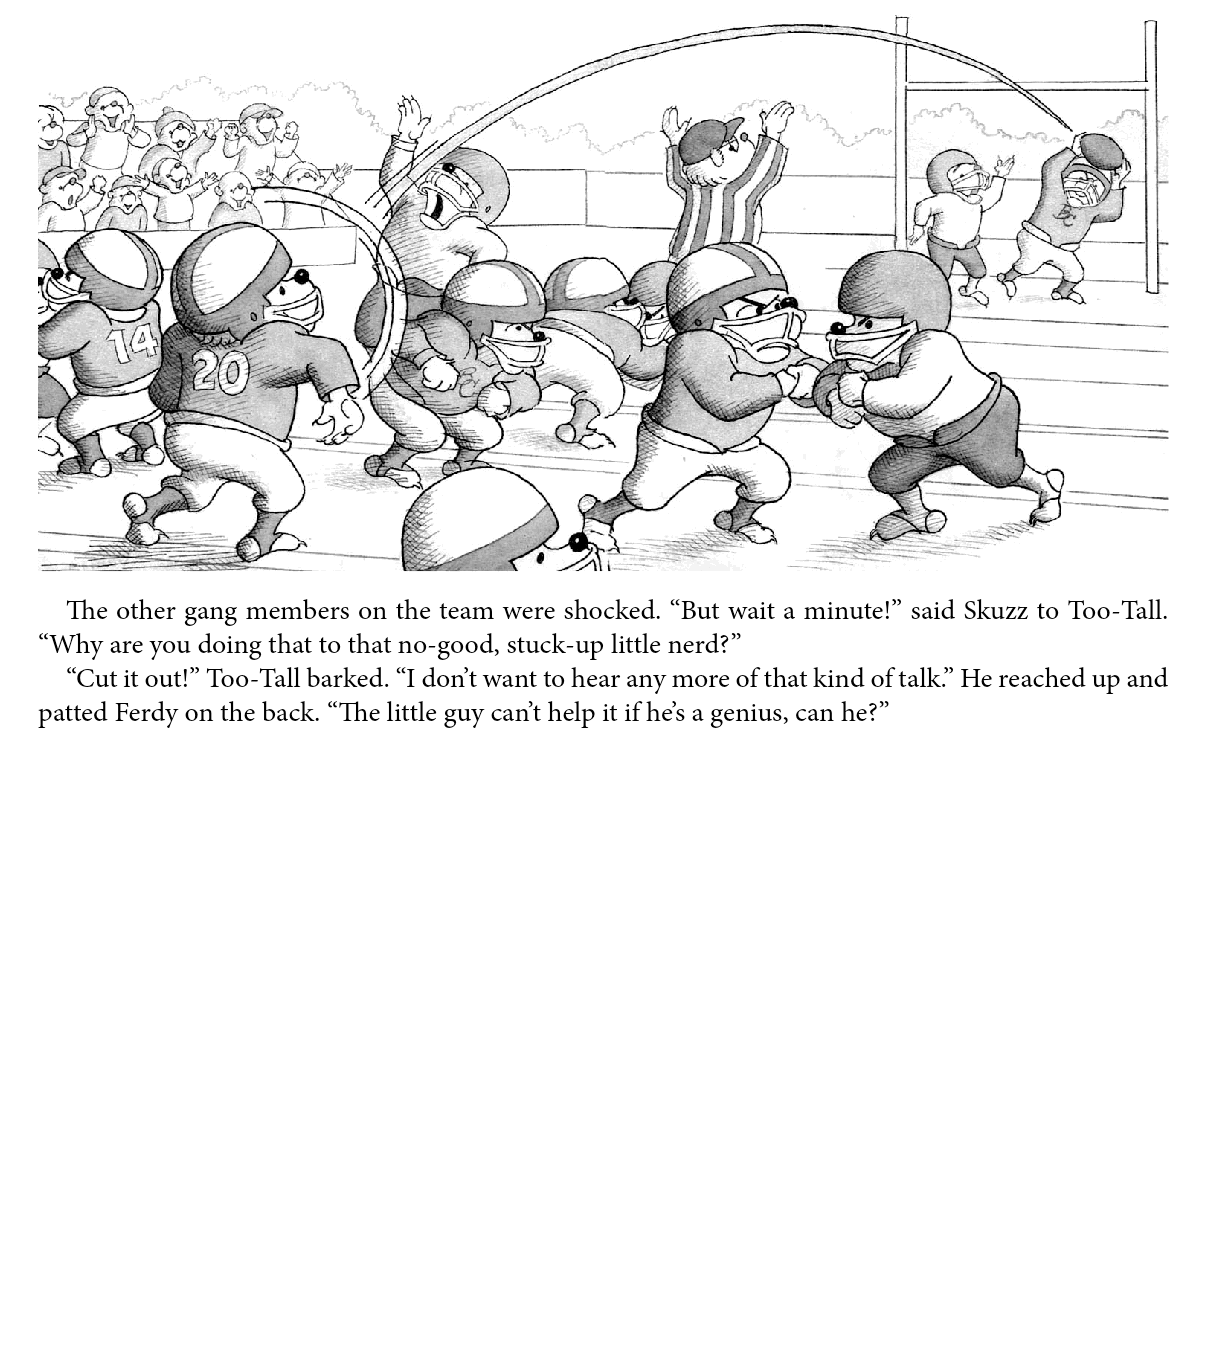 14
20
The other gang members on the team were shocked. “But wait a minute!” said Skuzz to Too-Tall.
“Why are you doing that to that no-good, stuck-up little nerd?”
“Cut it out!” Too-Tall barked. “I don’t want to hear any more of that kind of talk.” He reached up and
patted Ferdy on the back. “The little guy can’t help it if he’s a genius, can he?”